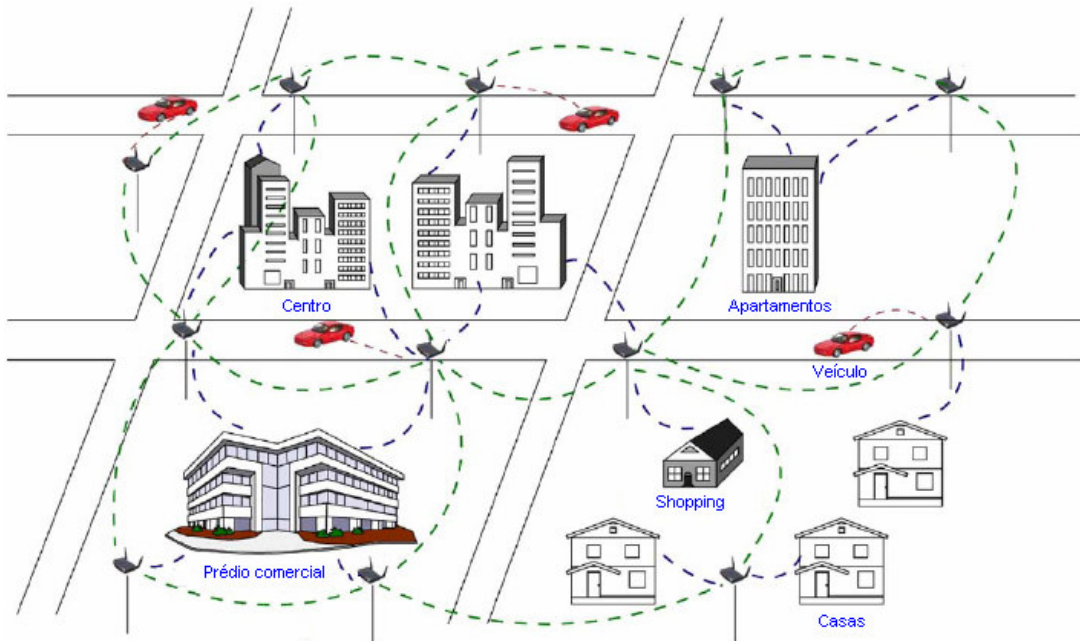 Centro
Apartamentos
Veículo
Shopping
Prédio comercial
Casas